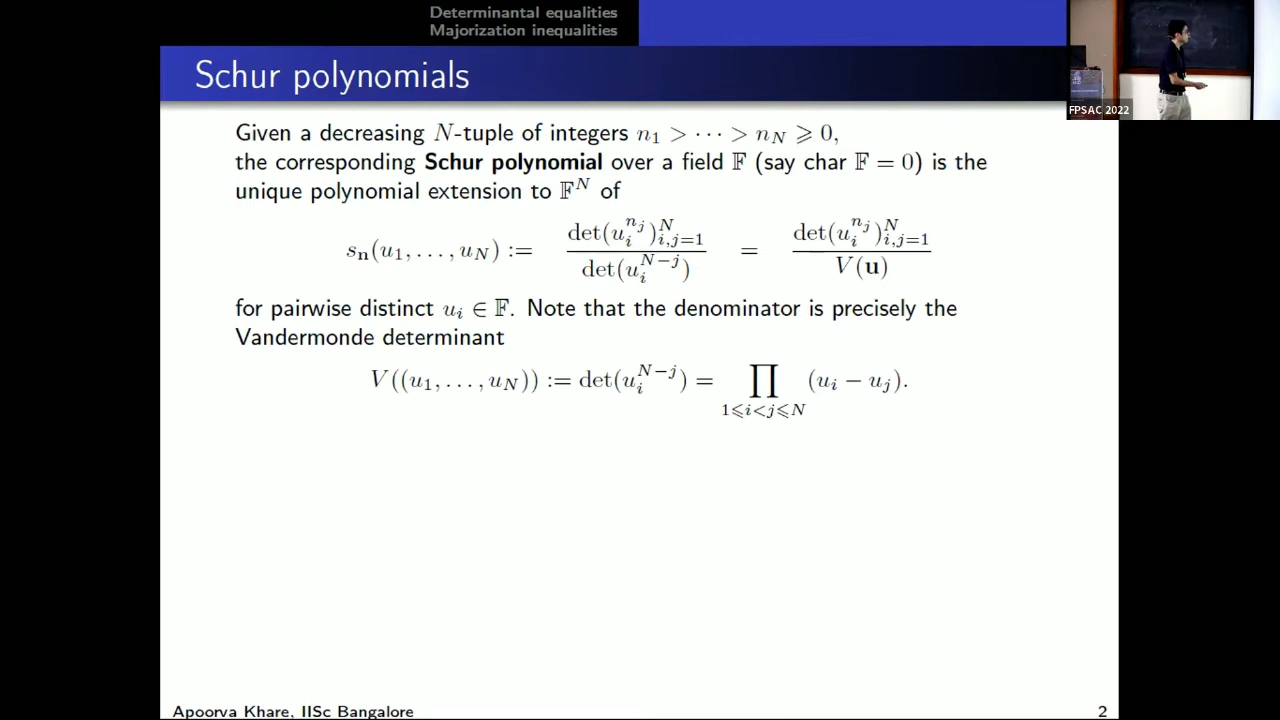 Determinantal equalities
Majorization inequalities
Schur polynomials
FPSAC 2022
Given a decreasing N-tuple of integers n₁ > ⋯ > n_N ⩾ 0,
the corresponding Schur polynomial over a field 𝔽 (say char 𝔽 = 0) is the
unique polynomial extension to 𝔽^N of
s_𝐧(u₁, …, u_N) := det(u_i^{n_j})_{i,j=1}^N / det(u_i^{N−j}) = det(u_i^{n_j})_{i,j=1}^N / V(𝐮)
for pairwise distinct u_i ∈ 𝔽. Note that the denominator is precisely the
Vandermonde determinant
V((u₁, …, u_N)) := det(u_i^{N−j}) = ∏_{1⩽i<j⩽N} (u_i − u_j).
Apoorva Khare, IISc Bangalore
2